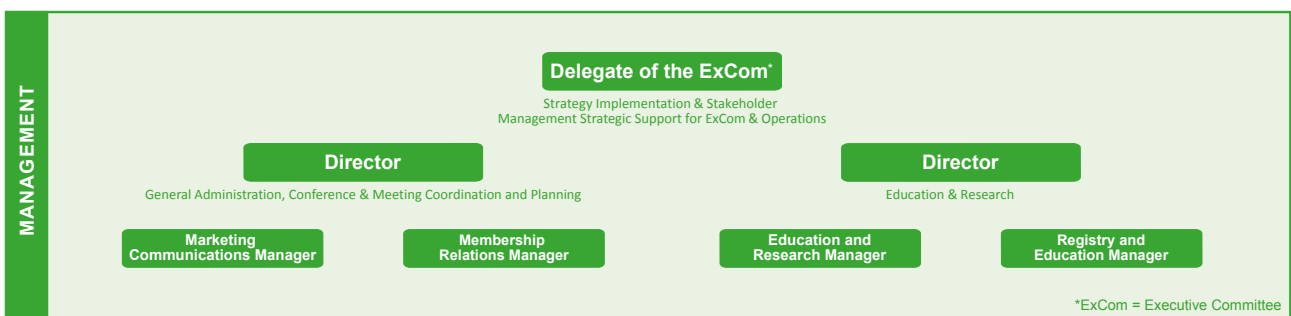 MANAGEMENT
Delegate of the ExCom*
Strategy Implementation & Stakeholder
Management Strategic Support for ExCom & Operations
Director
General Administration, Conference & Meeting Coordination and Planning
Director
Education & Research
Marketing
Communications Manager
Membership
Relations Manager
Education and
Research Manager
Registry and
Education Manager
*ExCom = Executive Committee